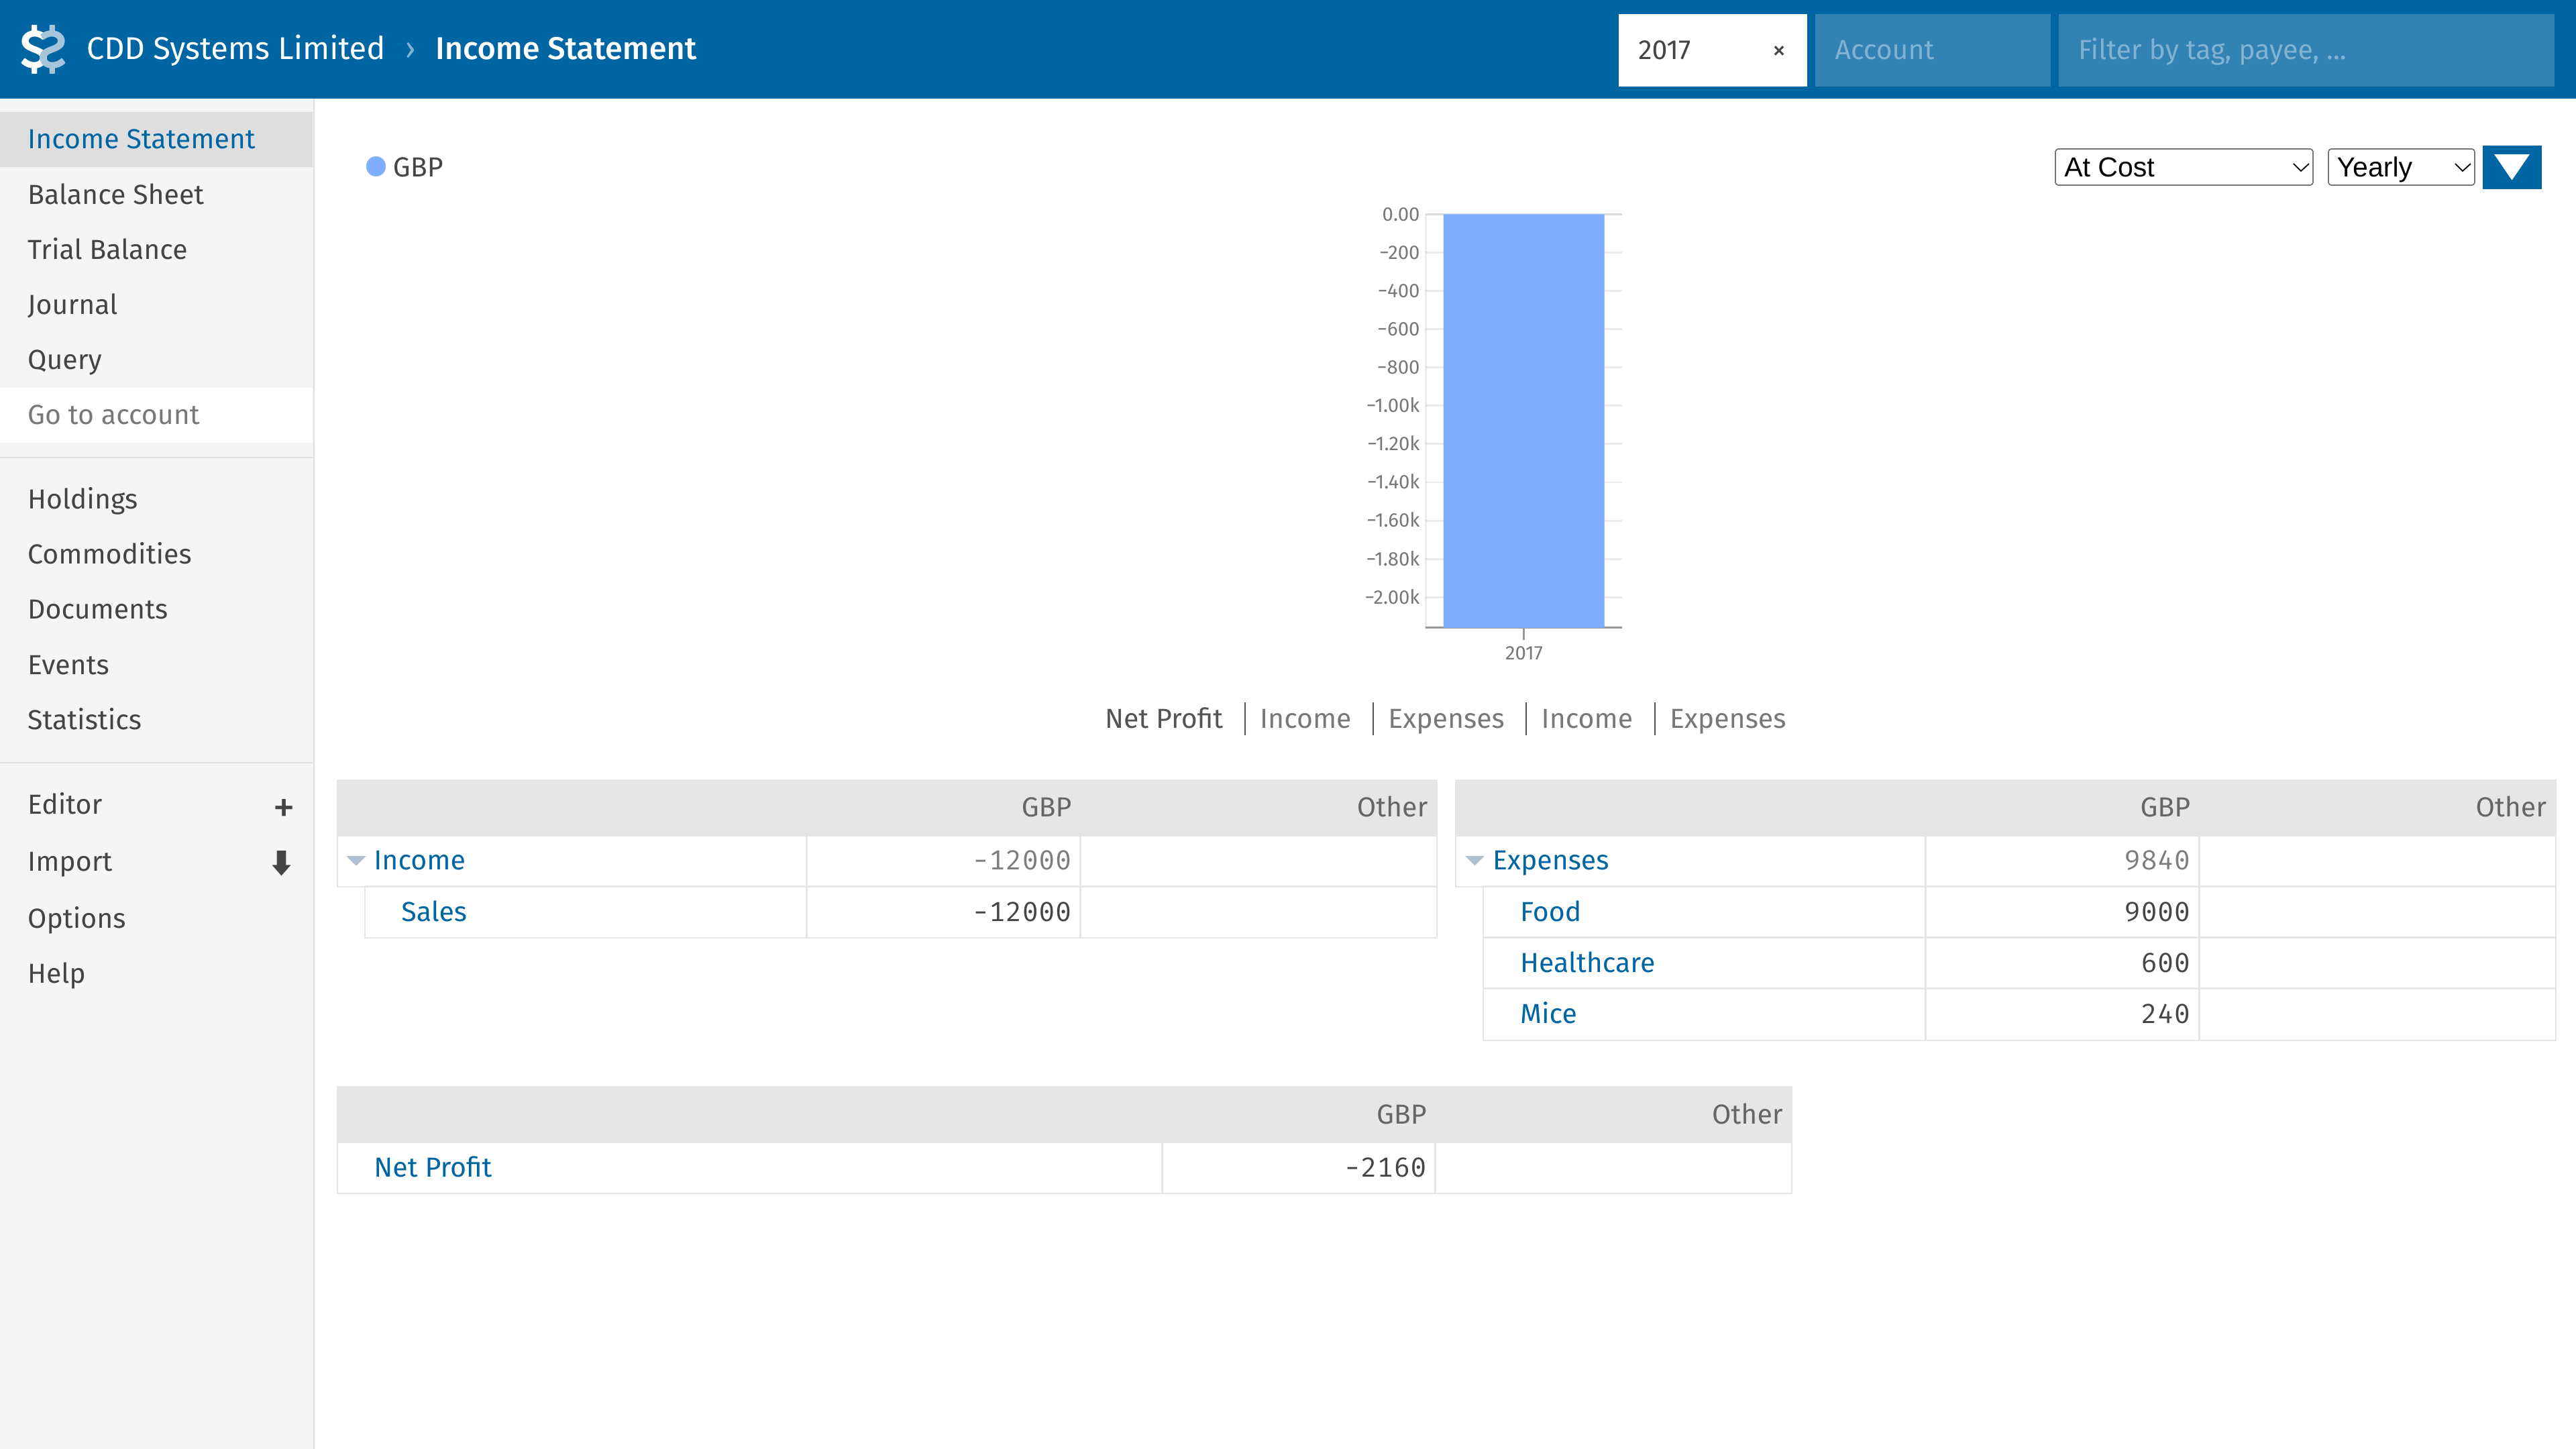 CDD Systems Limited › Income Statement
2017 ×
Account
Filter by tag, payee, ...
Income Statement
Balance Sheet
Trial Balance
Journal
Query
Go to account
Holdings
Commodities
Documents
Events
Statistics
Editor +
Import
Options
Help
GBP
At Cost
Yearly
0.00
−200
−400
−600
−800
−1.00k
−1.20k
−1.40k
−1.60k
−1.80k
−2.00k
2017
Net Profit Income Expenses Income Expenses
GBP Other
Income -12000
Sales -12000
GBP Other
Expenses 9840
Food 9000
Healthcare 600
Mice 240
GBP Other
Net Profit -2160